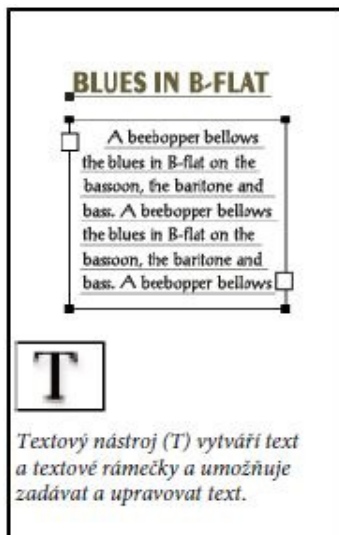 BLUES IN B-FLAT
A beebopper bellows
the blues in B-flat on the
bassoon, the baritone and
bass. A beebopper bellows
the blues in B-flat on the
bassoon, the baritone and
bass. A beebopper bellows
T
Textový nástroj (T) vytváří text
a textové rámečky a umožňuje
zadávat a upravovat text.